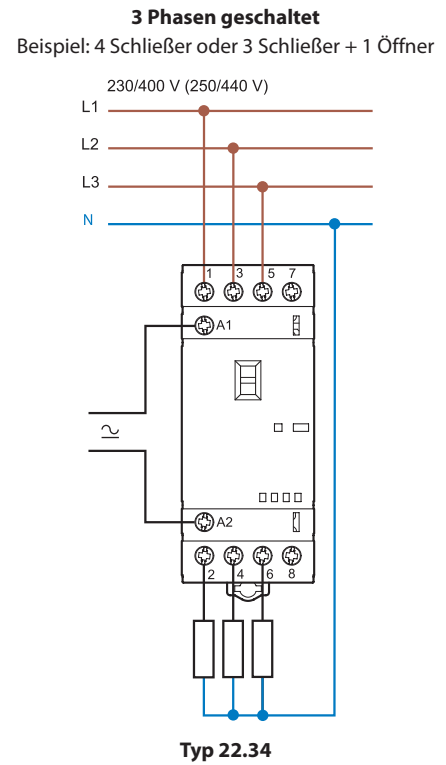 3 Phasen geschaltet
Beispiel: 4 Schließer oder 3 Schließer + 1 Öffner
230/400 V (250/440 V)
L1
L2
L3
N
1 3 5 7
A1
A2
2 4 6 8
Typ 22.34